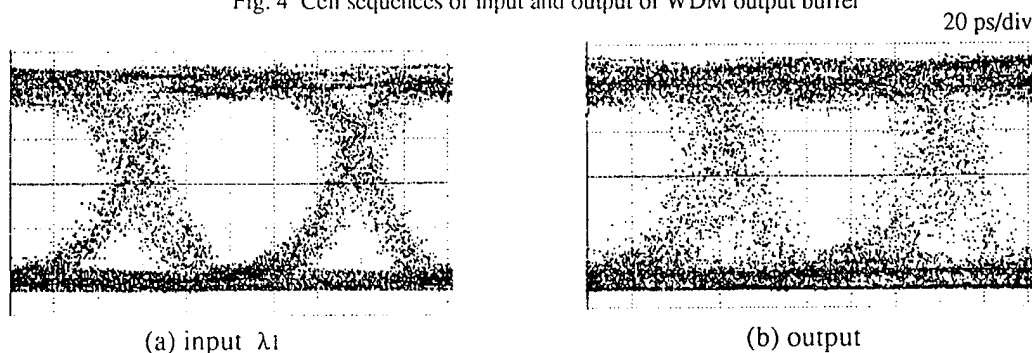 Fig. 4 Cell sequences of input and output of WDM output buffer
20 ps/div
(a) input λ1
(b) output